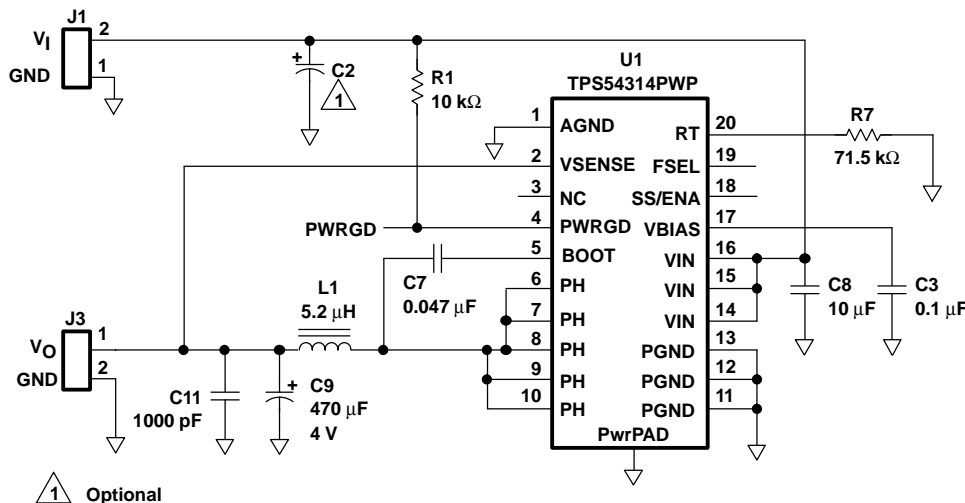 J1
VI
2
GND
1
C2
1
R1
10 kΩ
U1
TPS54314PWP
1
AGND
2
VSENSE
3
NC
4
PWRGD
5
BOOT
6
PH
7
PH
8
PH
9
PH
10
PH
RT
20
FSEL
19
SS/ENA
18
VBIAS
17
VIN
16
VIN
15
VIN
14
PGND
13
PGND
12
PGND
11
PwrPAD
R7
71.5 kΩ
PWRGD
C7
0.047 μF
L1
5.2 μH
C8
10 μF
C3
0.1 μF
J3
VO
1
GND
2
C11
1000 pF
C9
470 μF
4 V
1 Optional